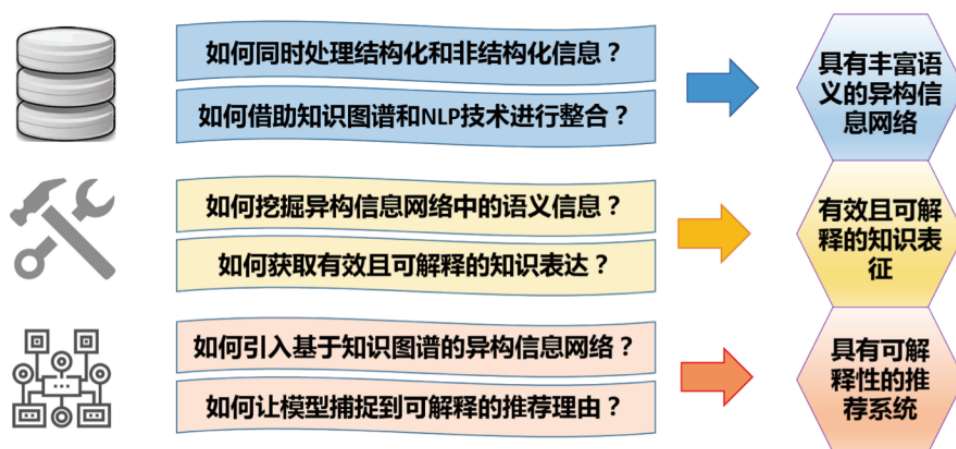 如何同时处理结构化和非结构化信息？
如何借助知识图谱和NLP技术进行整合？
具有丰富语
义的异构信
息网络
如何挖掘异构信息网络中的语义信息？
如何获取有效且可解释的知识表达？
有效且可解
释的知识表
征
如何引入基于知识图谱的异构信息网络？
如何让模型捕捉到可解释的推荐理由？
具有可解
释性的推
荐系统